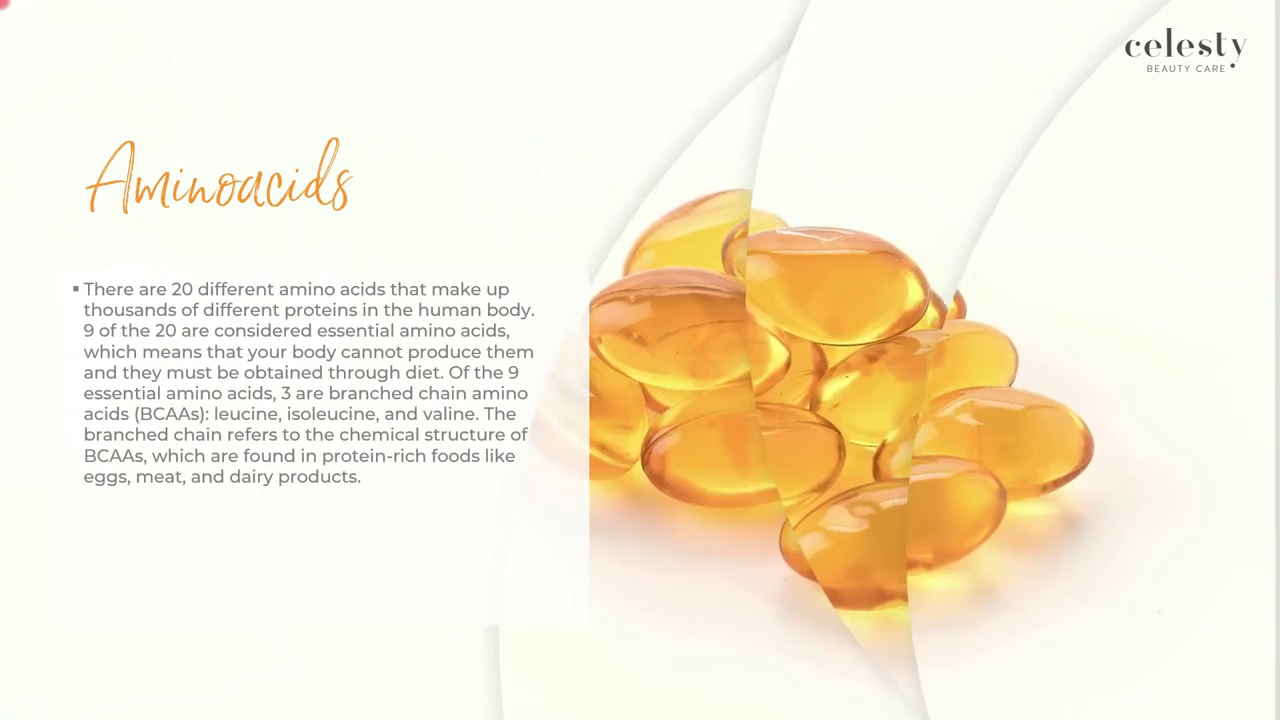 celesty
BEAUTY CARE
Aminoacids
▪ There are 20 different amino acids that make up
thousands of different proteins in the human body.
9 of the 20 are considered essential amino acids,
which means that your body cannot produce them
and they must be obtained through diet. Of the 9
essential amino acids, 3 are branched chain amino
acids (BCAAs): leucine, isoleucine, and valine. The
branched chain refers to the chemical structure of
BCAAs, which are found in protein-rich foods like
eggs, meat, and dairy products.